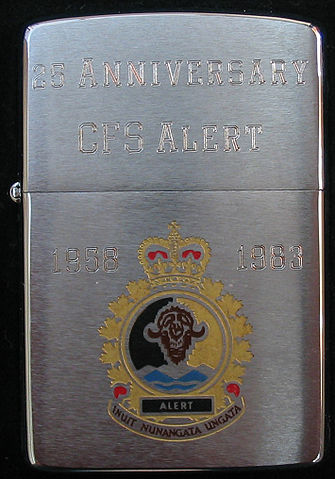 25 ANNIVERSARY
CFS ALERT
1958 1983
ALERT
INUIT NUNANGATA UNGATA